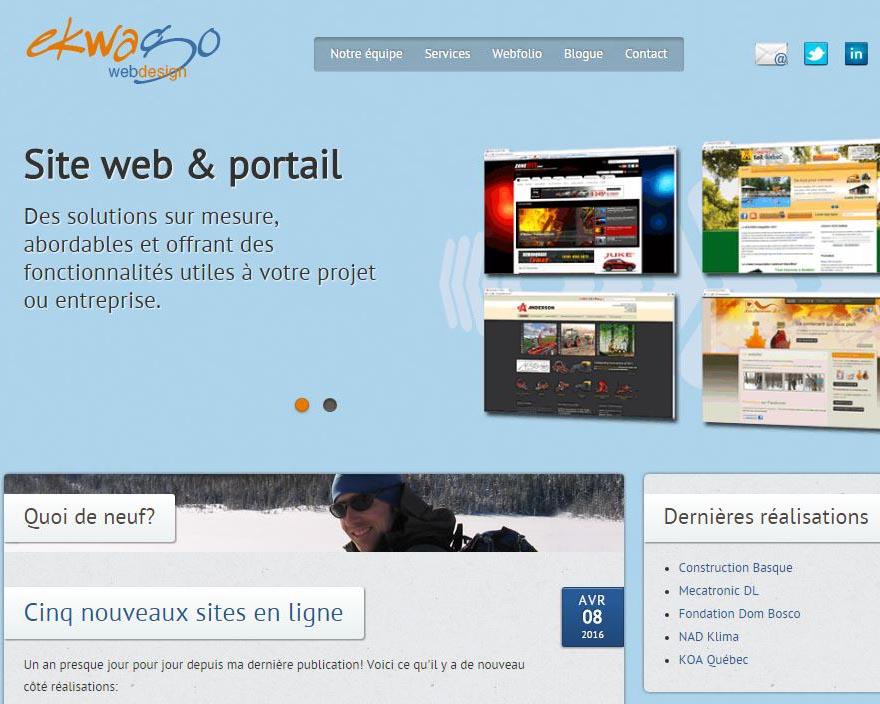 ekwago
webdesign
Notre équipe Services Webfolio Blogue Contact
@ in
Site web & portail
Des solutions sur mesure,
abordables et offrant des
fonctionnalités utiles à votre projet
ou entreprise.
JUKE
ANDERSON
Quoi de neuf?
Cinq nouveaux sites en ligne
AVR
08
2016
Un an presque jour pour jour depuis ma dernière publication! Voici ce qu'il y a de nouveau
côté réalisations:
Dernières réalisations
Construction Basque
Mecatronic DL
Fondation Dom Bosco
NAD Klima
KOA Québec